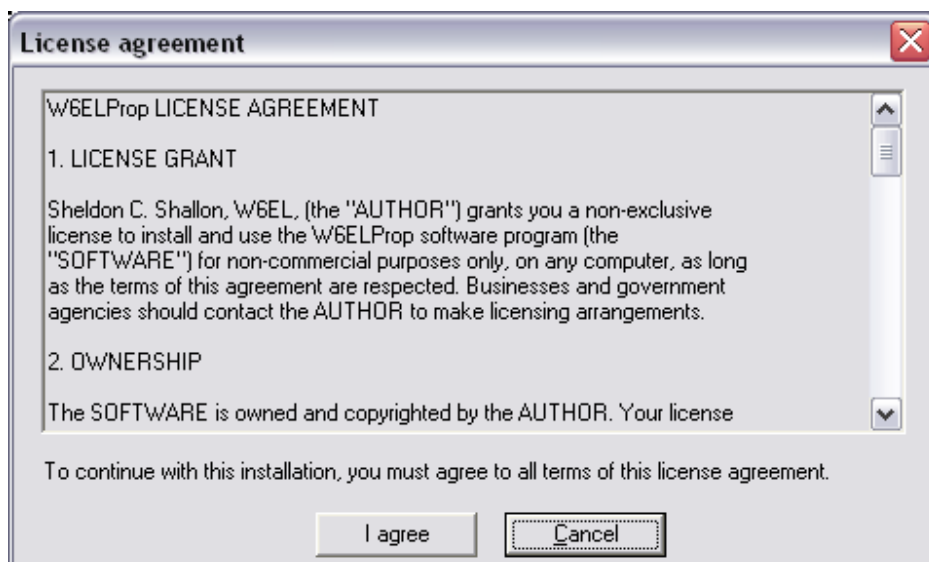 License agreement
W6ELProp LICENSE AGREEMENT
1. LICENSE GRANT
Sheldon C. Shallon, W6EL, (the "AUTHOR") grants you a non-exclusive
license to install and use the W6ELProp software program (the
"SOFTWARE") for non-commercial purposes only, on any computer, as long
as the terms of this agreement are respected. Businesses and government
agencies should contact the AUTHOR to make licensing arrangements.
2. OWNERSHIP
The SOFTWARE is owned and copyrighted by the AUTHOR. Your license
To continue with this installation, you must agree to all terms of this license agreement.
I agree
Cancel